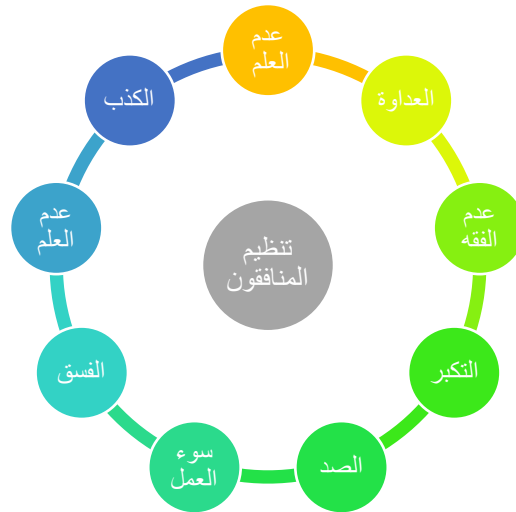 عدم
العلم
العداوة
عدم
الفقه
التكبر
الصد
سوء
العمل
الفسق
عدم
العلم
الكذب
تنظيم
المنافقون